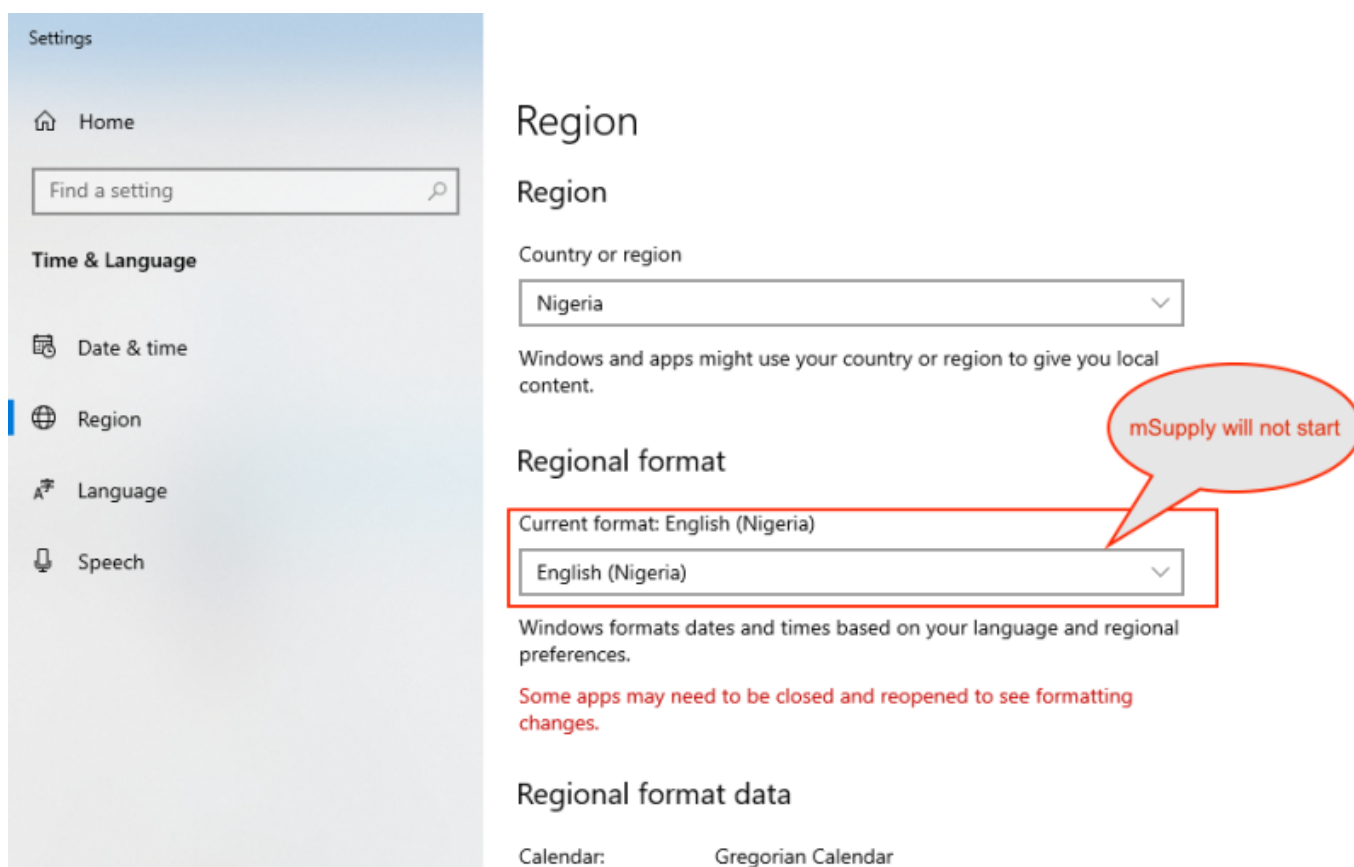 Settings
Home
Find a setting
Time & Language
Date & time
Region
Language
Speech
Region
Region
Country or region
Nigeria
Windows and apps might use your country or region to give you local
content.
mSupply will not start
Regional format
Current format: English (Nigeria)
English (Nigeria)
Windows formats dates and times based on your language and regional
preferences.
Some apps may need to be closed and reopened to see formatting
changes.
Regional format data
Calendar: Gregorian Calendar